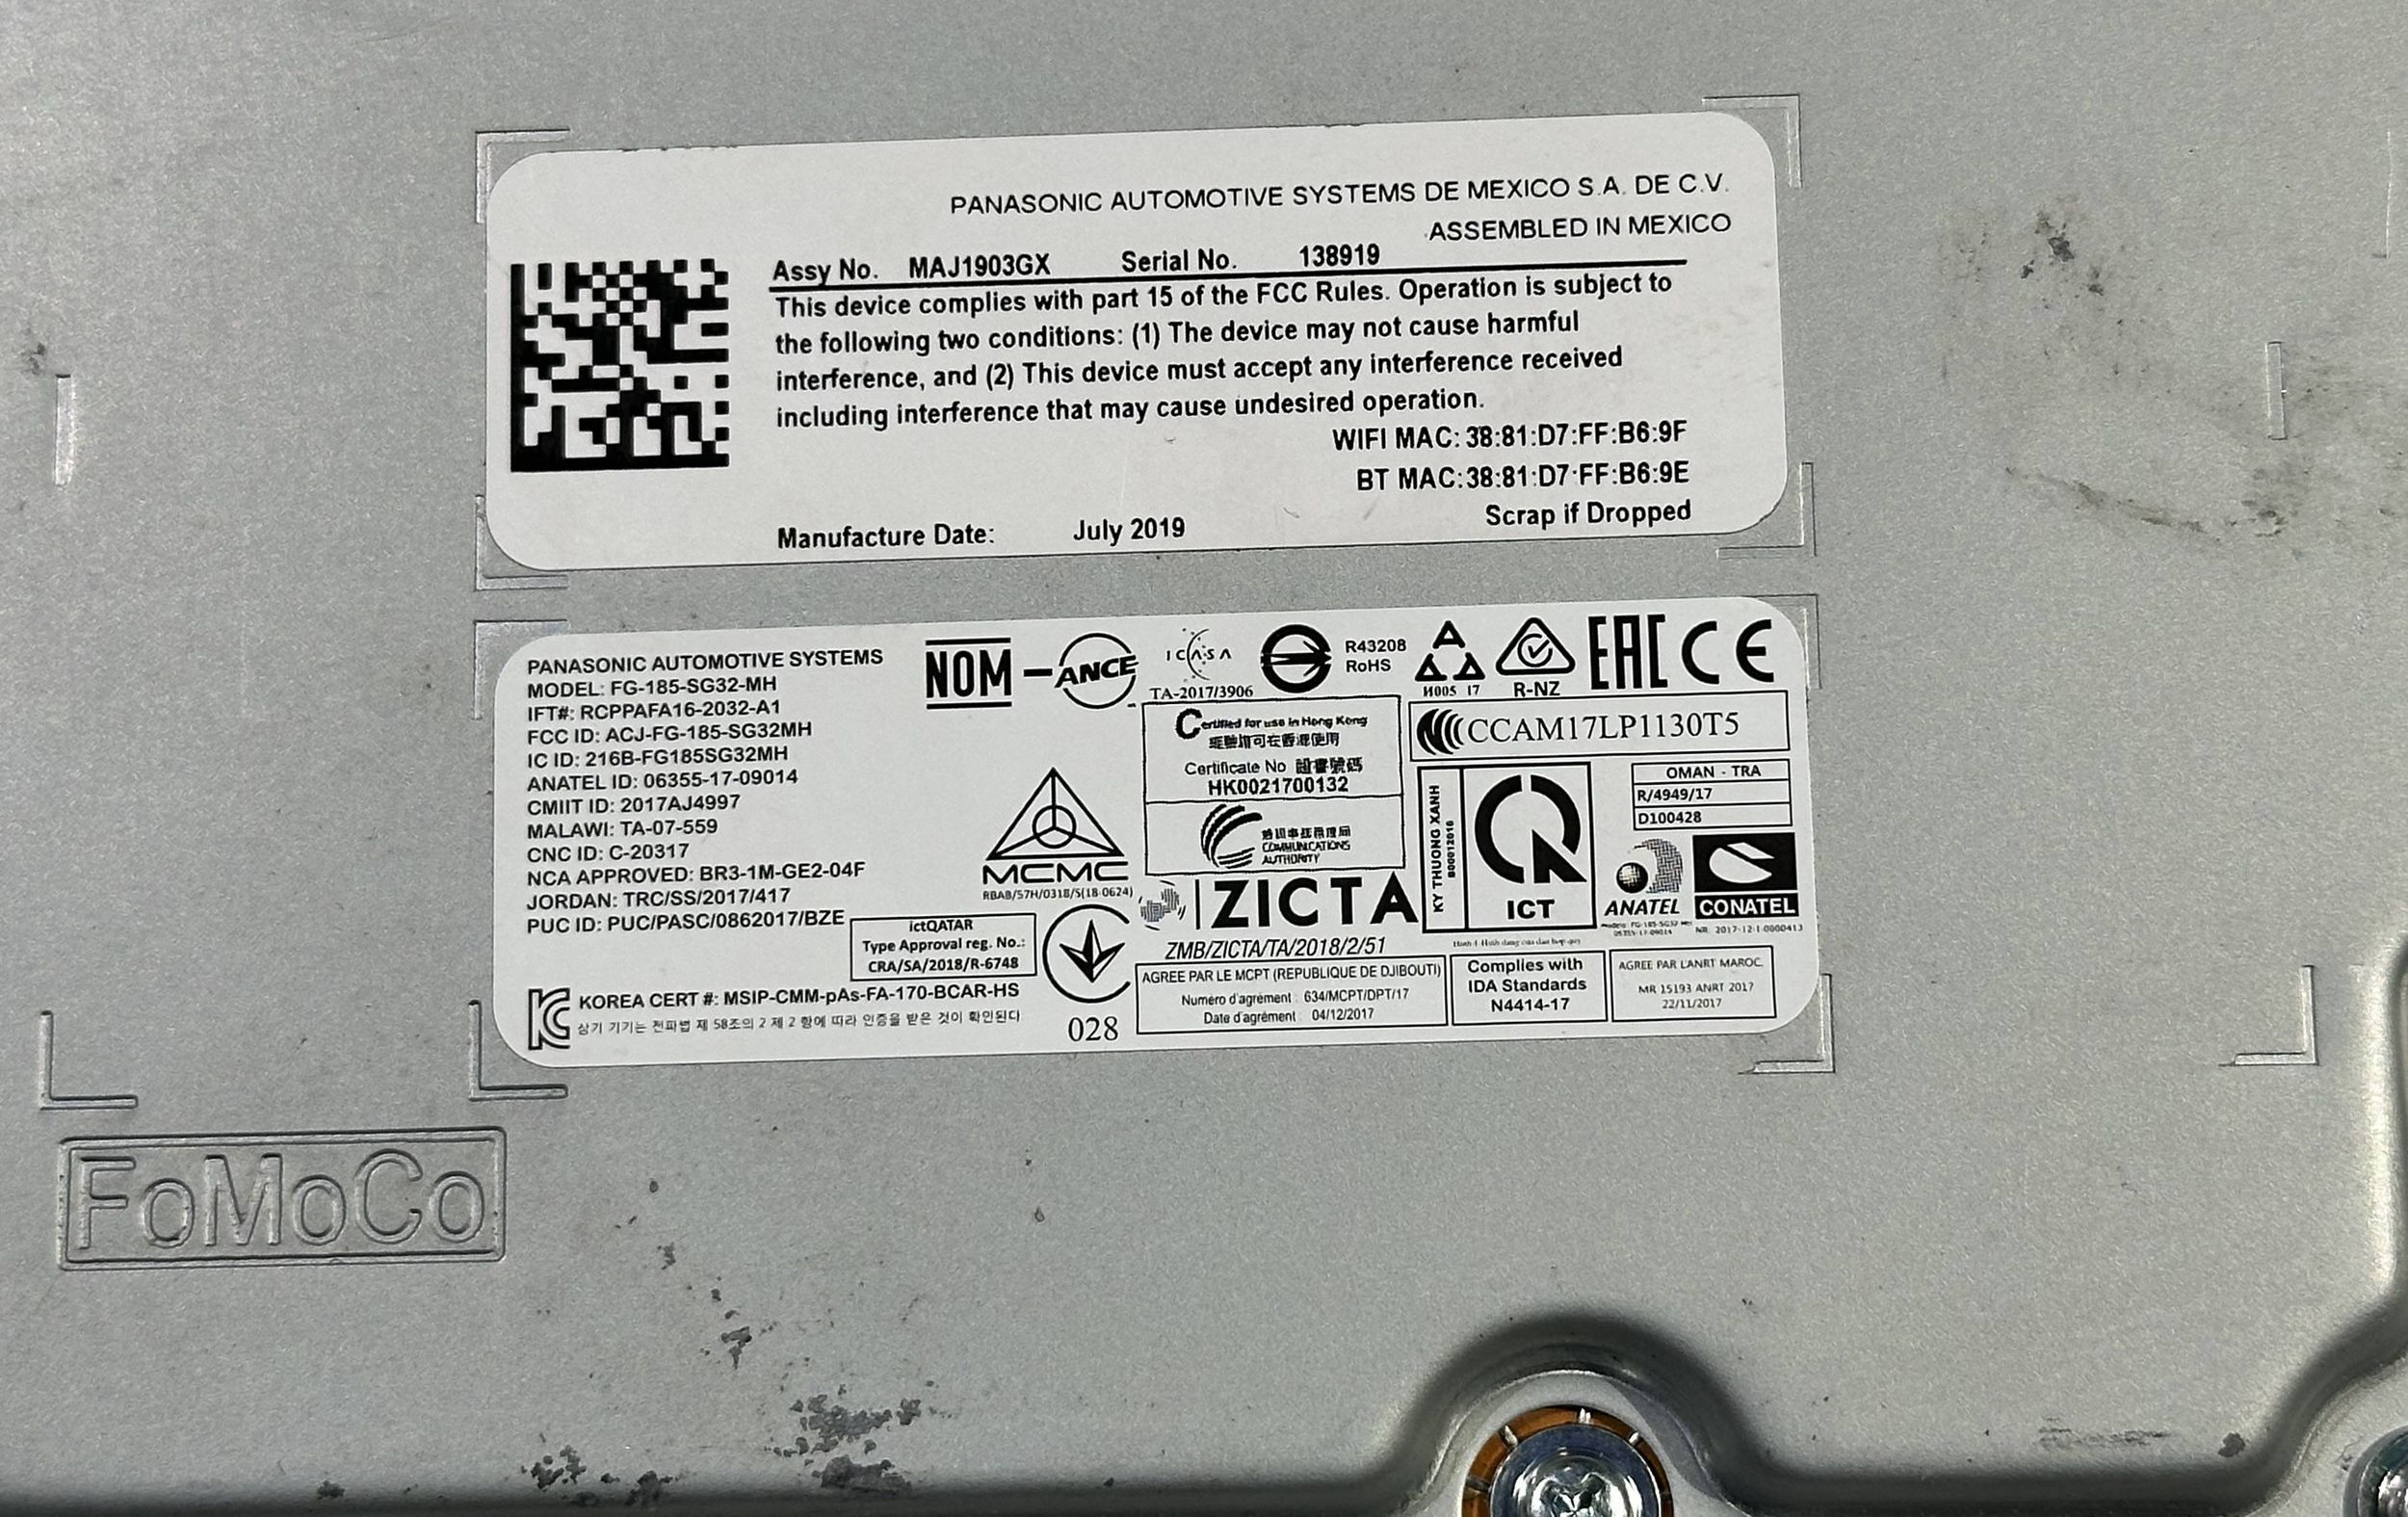 PANASONIC AUTOMOTIVE SYSTEMS DE MEXICO S.A. DE C.V.
ASSEMBLED IN MEXICO
Assy No. MAJ1903GX Serial No. 138919
This device complies with part 15 of the FCC Rules. Operation is subject to
the following two conditions: (1) The device may not cause harmful
interference, and (2) This device must accept any interference received
including interference that may cause undesired operation.
WIFI MAC: 38:81:D7:FF:B6:9F
BT MAC:38:81:D7:FF:B6:9E
Scrap if Dropped
Manufacture Date: July 2019
PANASONIC AUTOMOTIVE SYSTEMS
MODEL: FG-185-SG32-MH
IFT#: RCPPAFA16-2032-A1
FCC ID: ACJ-FG-185-SG32MH
IC ID: 216B-FG185SG32MH
ANATEL ID: 06355-17-09014
CMIIT ID: 2017AJ4997
MALAWI: TA-07-559
CNC ID: C-20317
NCA APPROVED: BR3-1M-GE2-04F
JORDAN: TRC/SS/2017/417
PUC ID: PUC/PASC/0862017/BZE
ictQATAR
Type Approval reg. No.:
CRA/SA/2018/R-6748
KOREA CERT #: MSIP-CMM-pAs-FA-170-BCAR-HS
상기 기기는 전파법 제 58조의 2 제 2 항에 따라 인증을 받은 것이 확인된다
NOM-ANCE
ICASA
TA-2017/3906
R43208
RoHS
И005 17
R-NZ
EAC CE
Certified for use in Hong Kong
Certificate No 證書號碼
HK0021700132
COMMUNICATIONS
AUTHORITY
CCAM17LP1130T5
MCMC
RBAB/57H/0318/S(18-0624)
028
ZICTA
ZMB/ZICTA/TA/2018/2/51
KY THUONG XANH
B00012016
ICT
OMAN - TRA
R/4949/17
D100428
ANATEL
CONATEL
NR. 2017-12-I-0000413
AGREE PAR LE MCPT (REPUBLIQUE DE DJIBOUTI)
Numéro d'agrément : 634/MCPT/DPT/17
Date d'agrément : 04/12/2017
Complies with
IDA Standards
N4414-17
AGREE PAR L'ANRT MAROC
MR 15193 ANRT 2017
22/11/2017
FoMoCo